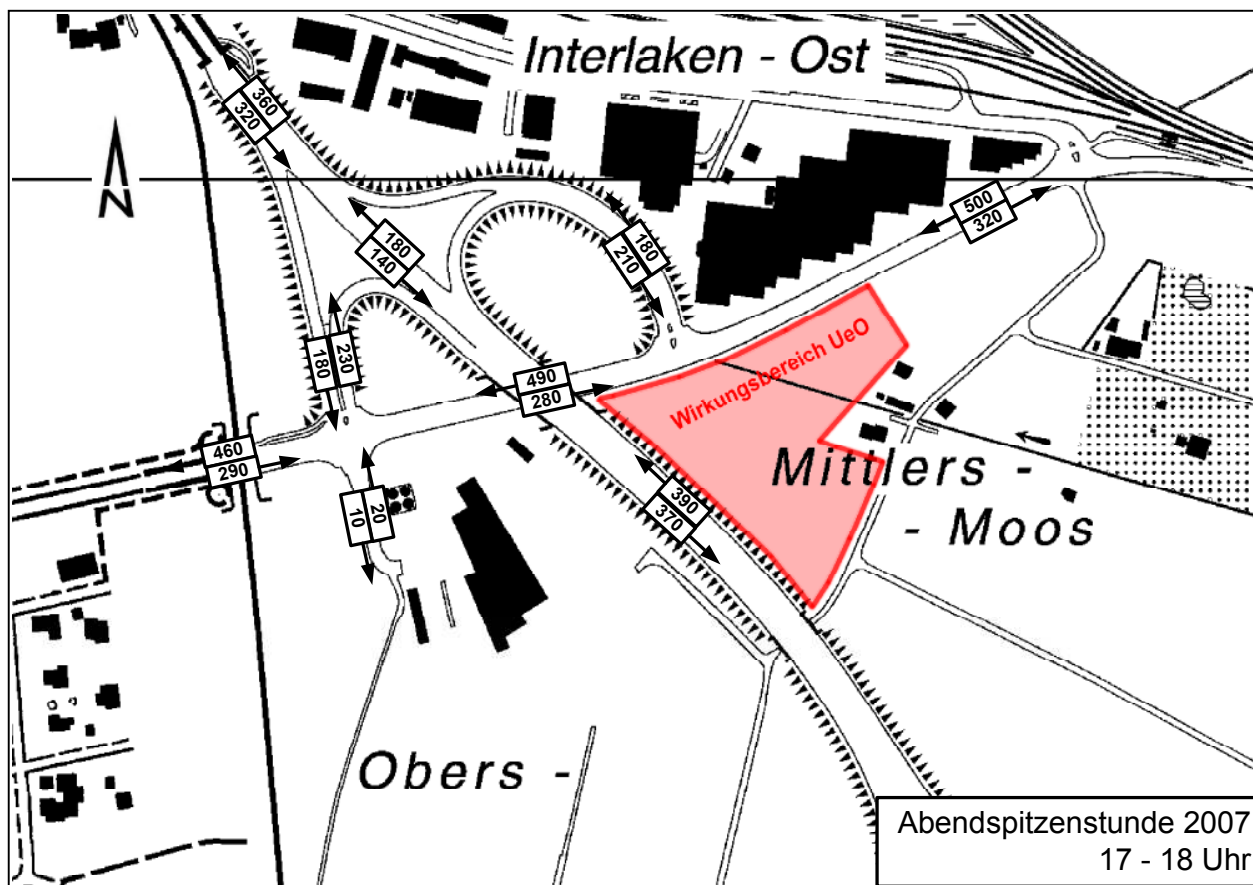 Interlaken - Ost
360
320
N
500
320
180
140
180
210
180
230
490
280
Wirkungsbereich UeO
460
290
Mittlers -
- Moos
390
370
10
20
Obers -
Abendspitzenstunde 2007
17 - 18 Uhr